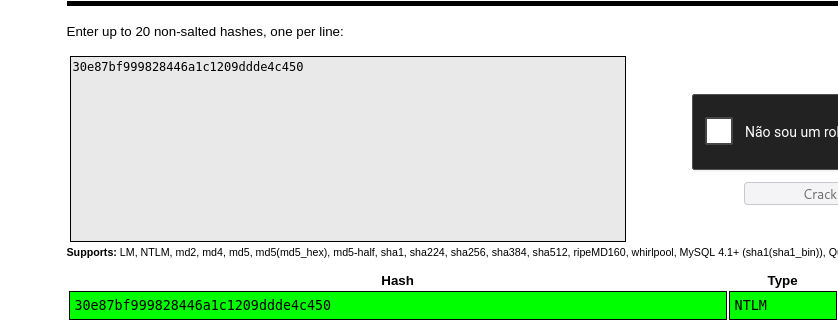 Enter up to 20 non-salted hashes, one per line:
30e87bf999828446a1c1209ddde4c450
Não sou um
Crack
Supports: LM, NTLM, md2, md4, md5, md5(md5_hex), md5-half, sha1, sha224, sha256, sha384, sha512, ripeMD160, whirlpool, MySQL 4.1+ (sha1(sha1_bin)),
Hash Type
30e87bf999828446a1c1209ddde4c450 NTLM